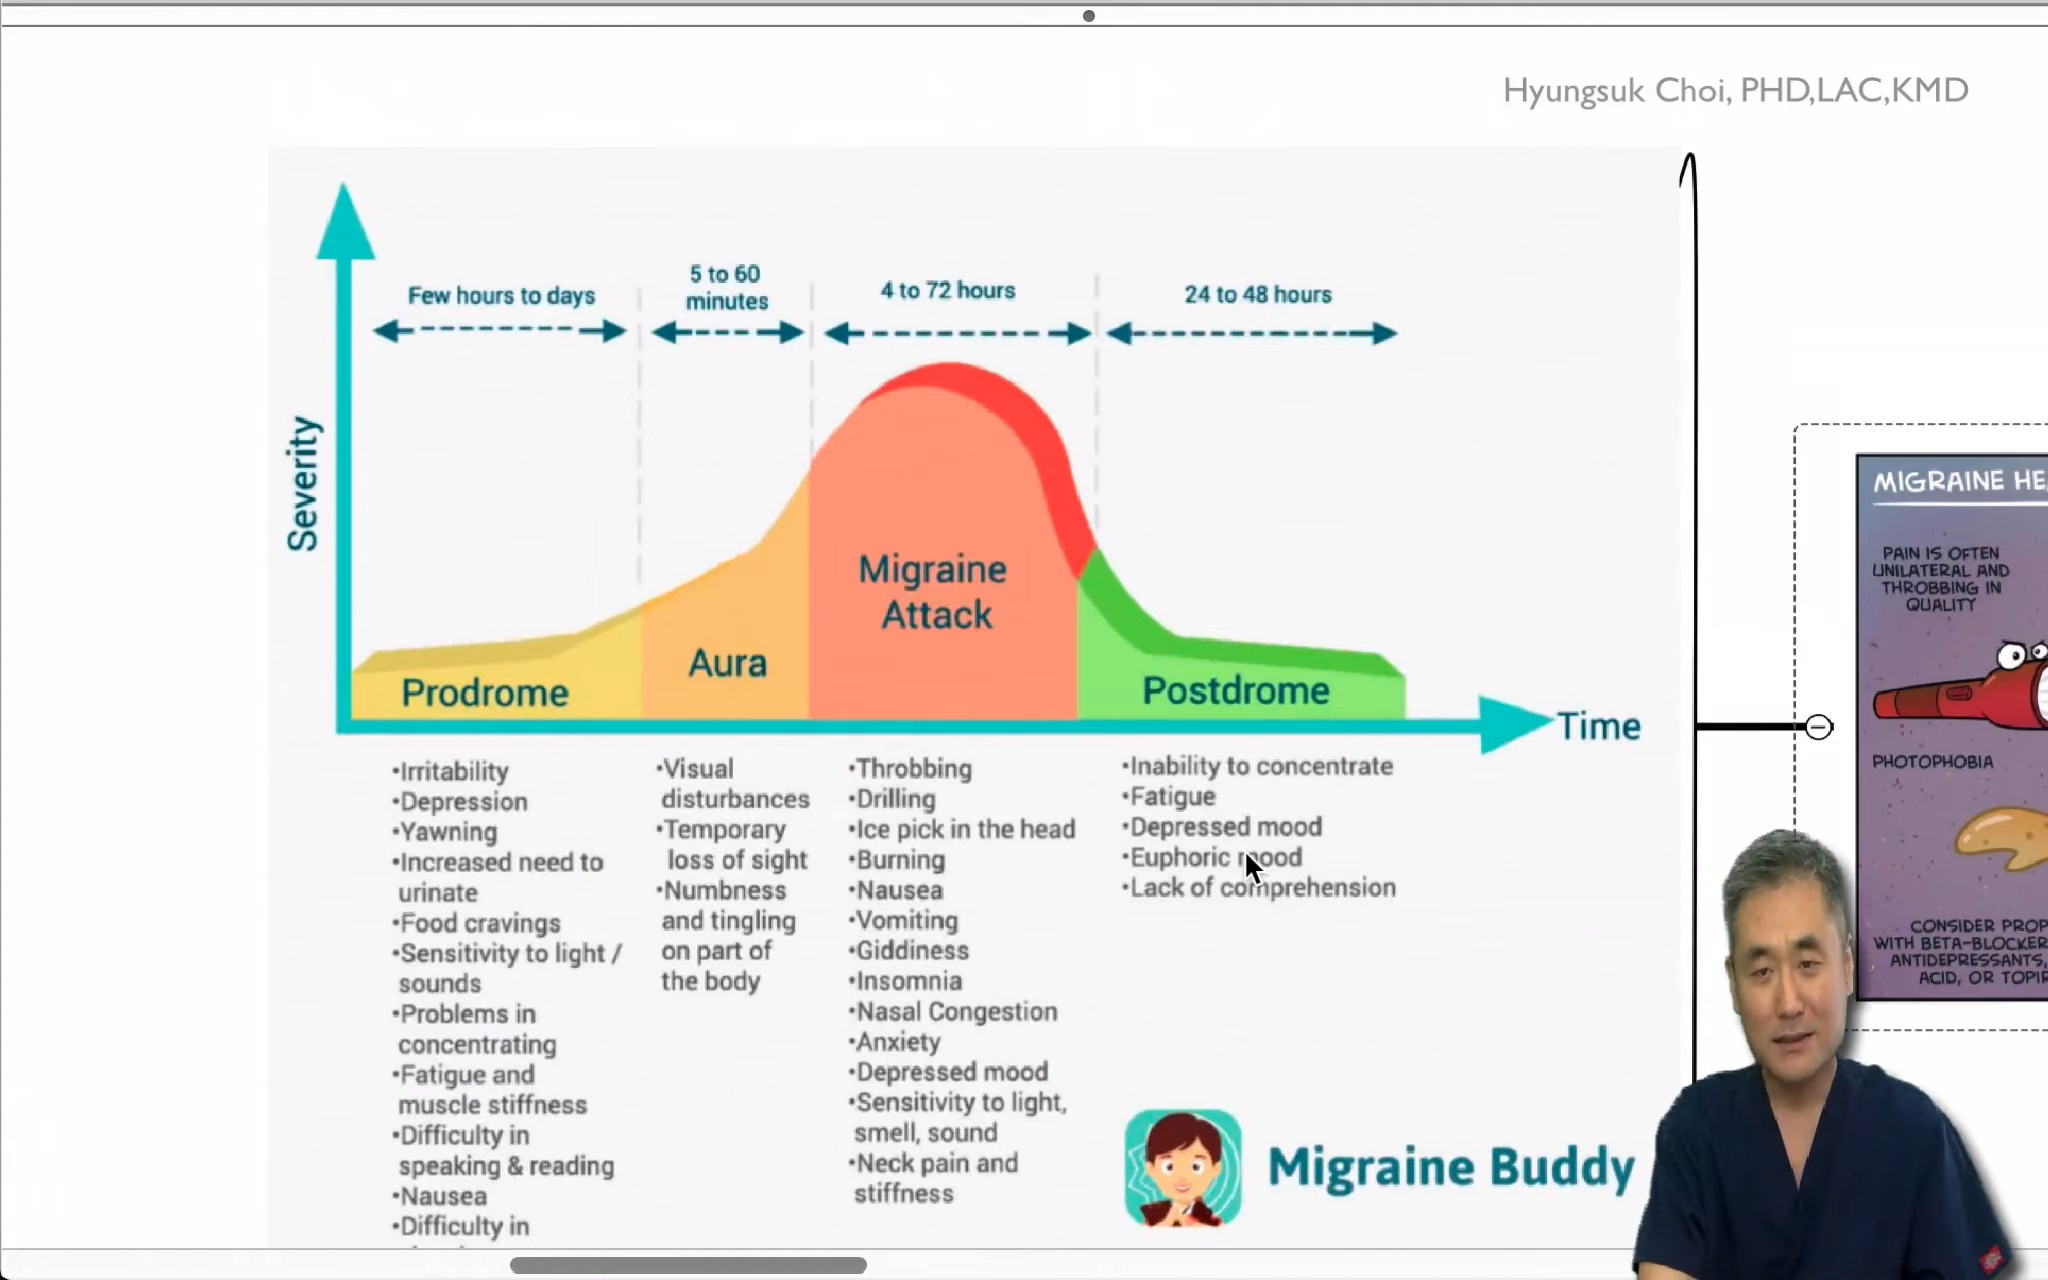 Hyungsuk Choi, PHD,LAC,KMD
Few hours to days
5 to 60
minutes
4 to 72 hours
24 to 48 hours
Severity
Prodrome
Aura
Migraine
Attack
Postdrome
Time
•Irritability
•Depression
•Yawning
•Increased need to
urinate
•Food cravings
•Sensitivity to light /
sounds
•Problems in
concentrating
•Fatigue and
muscle stiffness
•Difficulty in
speaking & reading
•Nausea
•Difficulty in
•Visual
disturbances
•Temporary
loss of sight
•Numbness
and tingling
on part of
the body
•Throbbing
•Drilling
•Ice pick in the head
•Burning
•Nausea
•Vomiting
•Giddiness
•Insomnia
•Nasal Congestion
•Anxiety
•Depressed mood
•Sensitivity to light,
smell, sound
•Neck pain and
stiffness
•Inability to concentrate
•Fatigue
•Depressed mood
•Euphoric mood
•Lack of comprehension
Migraine Buddy
MIGRAINE HE
PAIN IS OFTEN
UNILATERAL AND
THROBBING IN
QUALITY
PHOTOPHOBIA
CONSIDER PROP
WITH BETA-BLOCKER
ANTIDEPRESSANTS,
ACID, OR TOPI